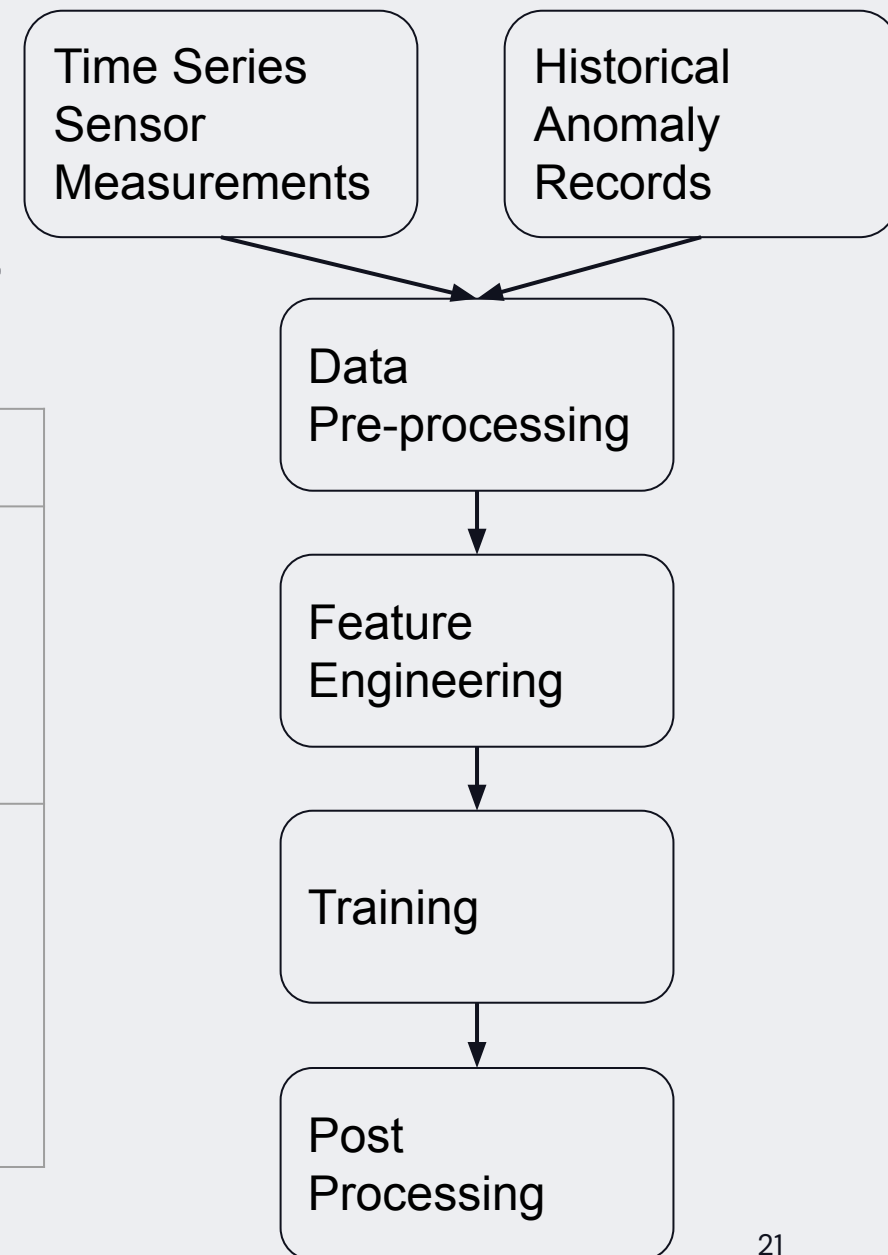 Time Series
Sensor
Measurements
Historical
Anomaly
Records
Data
Pre-processing
Feature
Engineering
Training
Post
Processing
21